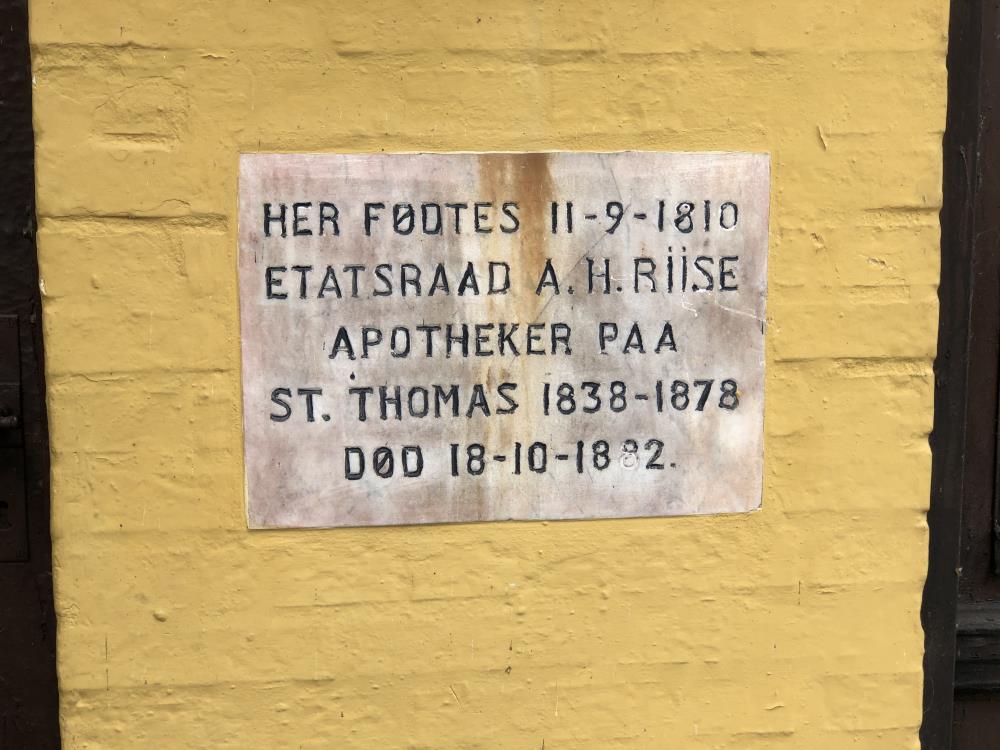 HER FØDTES 11-9-1810
ETATSRAAD A. H. RIISE
APOTHEKER PAA
ST. THOMAS 1838-1878
DØD 18-10-1882.